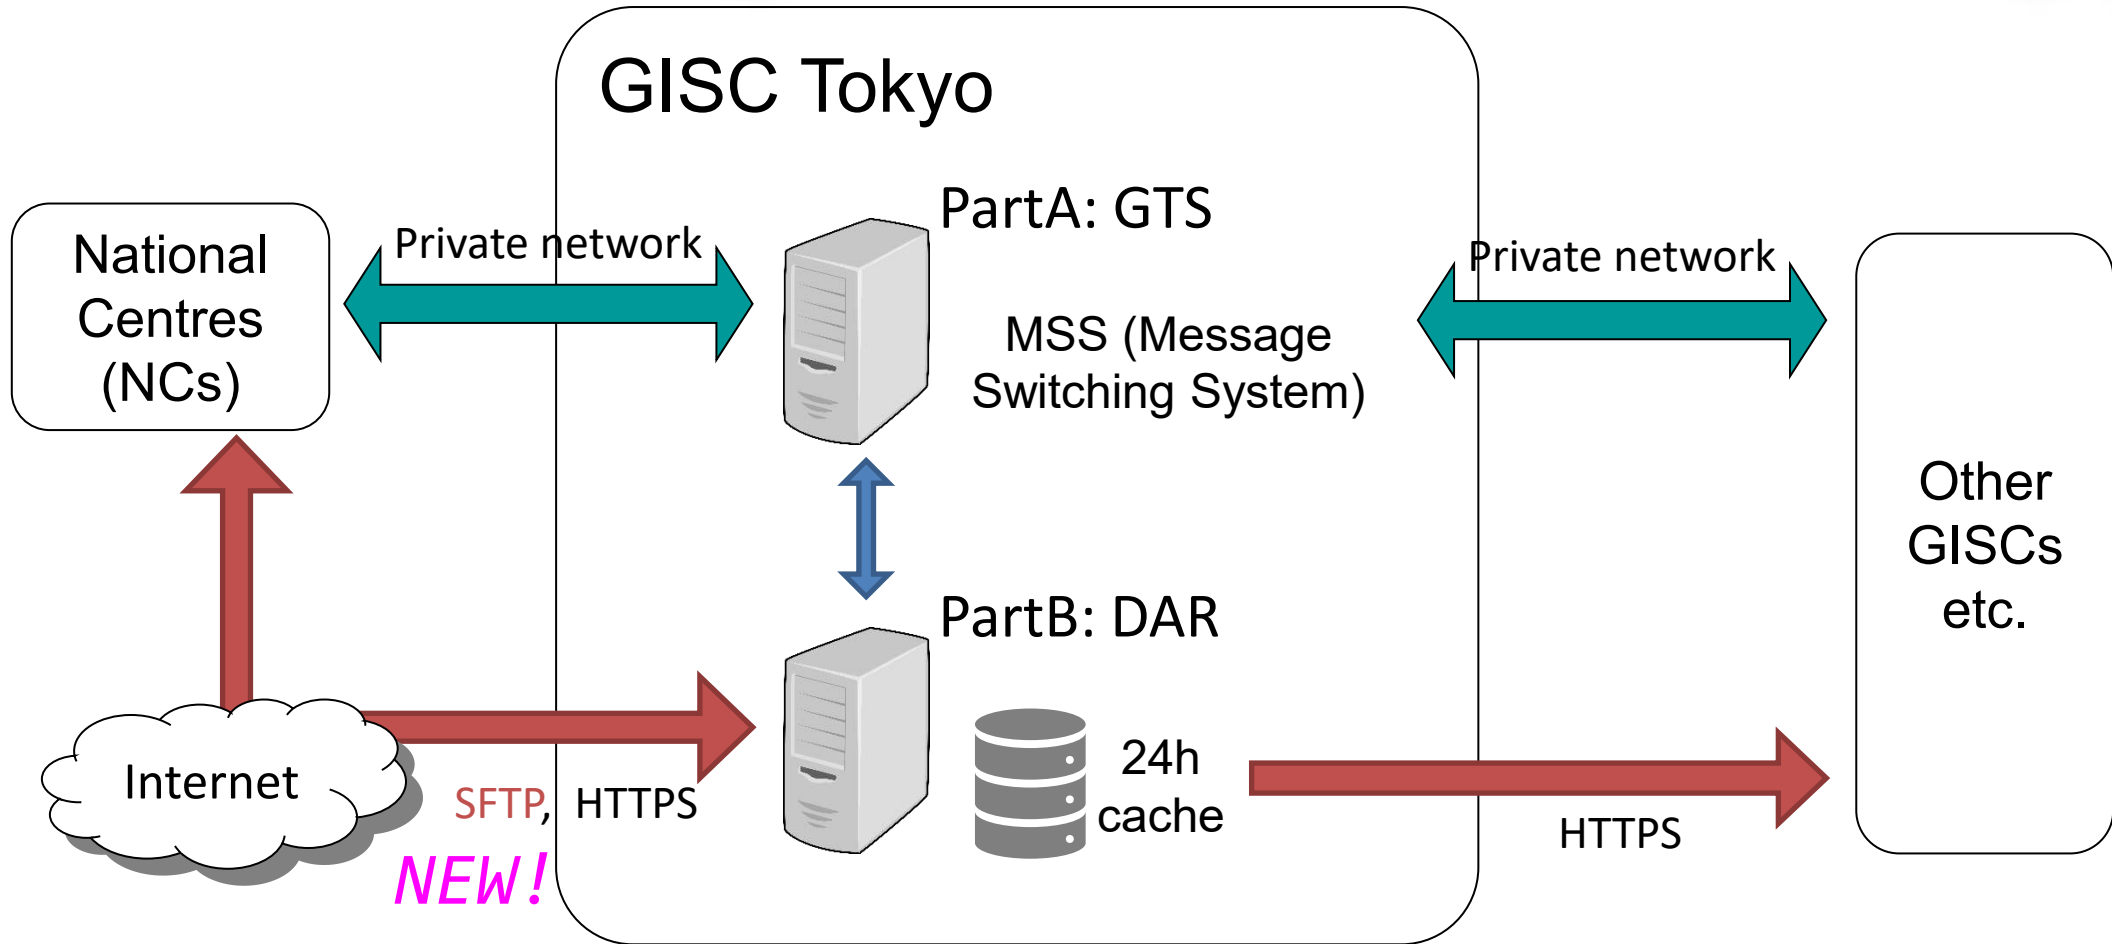 GISC Tokyo
National
Centres
(NCs)
Private network
PartA: GTS
MSS (Message
Switching System)
Private network
Other
GISCs
etc.
PartB: DAR
24h
cache
Internet
SFTP, HTTPS
NEW!
HTTPS